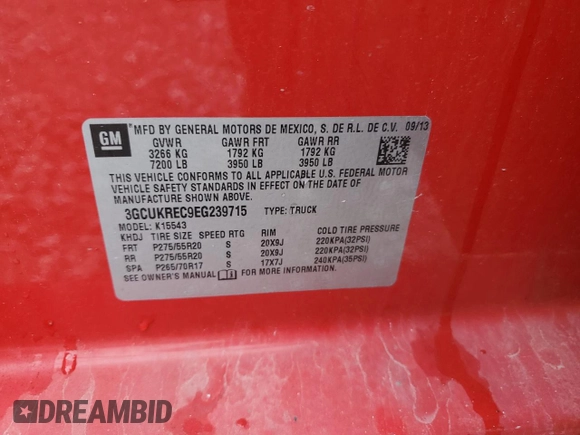 GM
MFD BY GENERAL MOTORS DE MEXICO, S. DE R.L. DE C.V. 09/13
GVWR GAWR FRT GAWR RR
3266 KG 1792 KG 1792 KG
7200 LB 3950 LB 3950 LB
THIS VEHICLE CONFORMS TO ALL APPLICABLE U.S. FEDERAL MOTOR
VEHICLE SAFETY STANDARDS IN EFFECT ON THE DATE OF
MANUFACTURE SHOWN ABOVE.
3GCUKREC9EG239715 TYPE: TRUCK
MODEL: K15543
KHDJ TIRE SIZE SPEED RTG RIM COLD TIRE PRESSURE
FRT P275/55R20 S 20X9J 220KPA(32PSI)
RR P275/55R20 S 20X9J 220KPA(32PSI)
SPA P265/70R17 S 17X7J 240KPA(35PSI)
SEE OWNER'S MANUAL FOR MORE INFORMATION.
DREAMBID